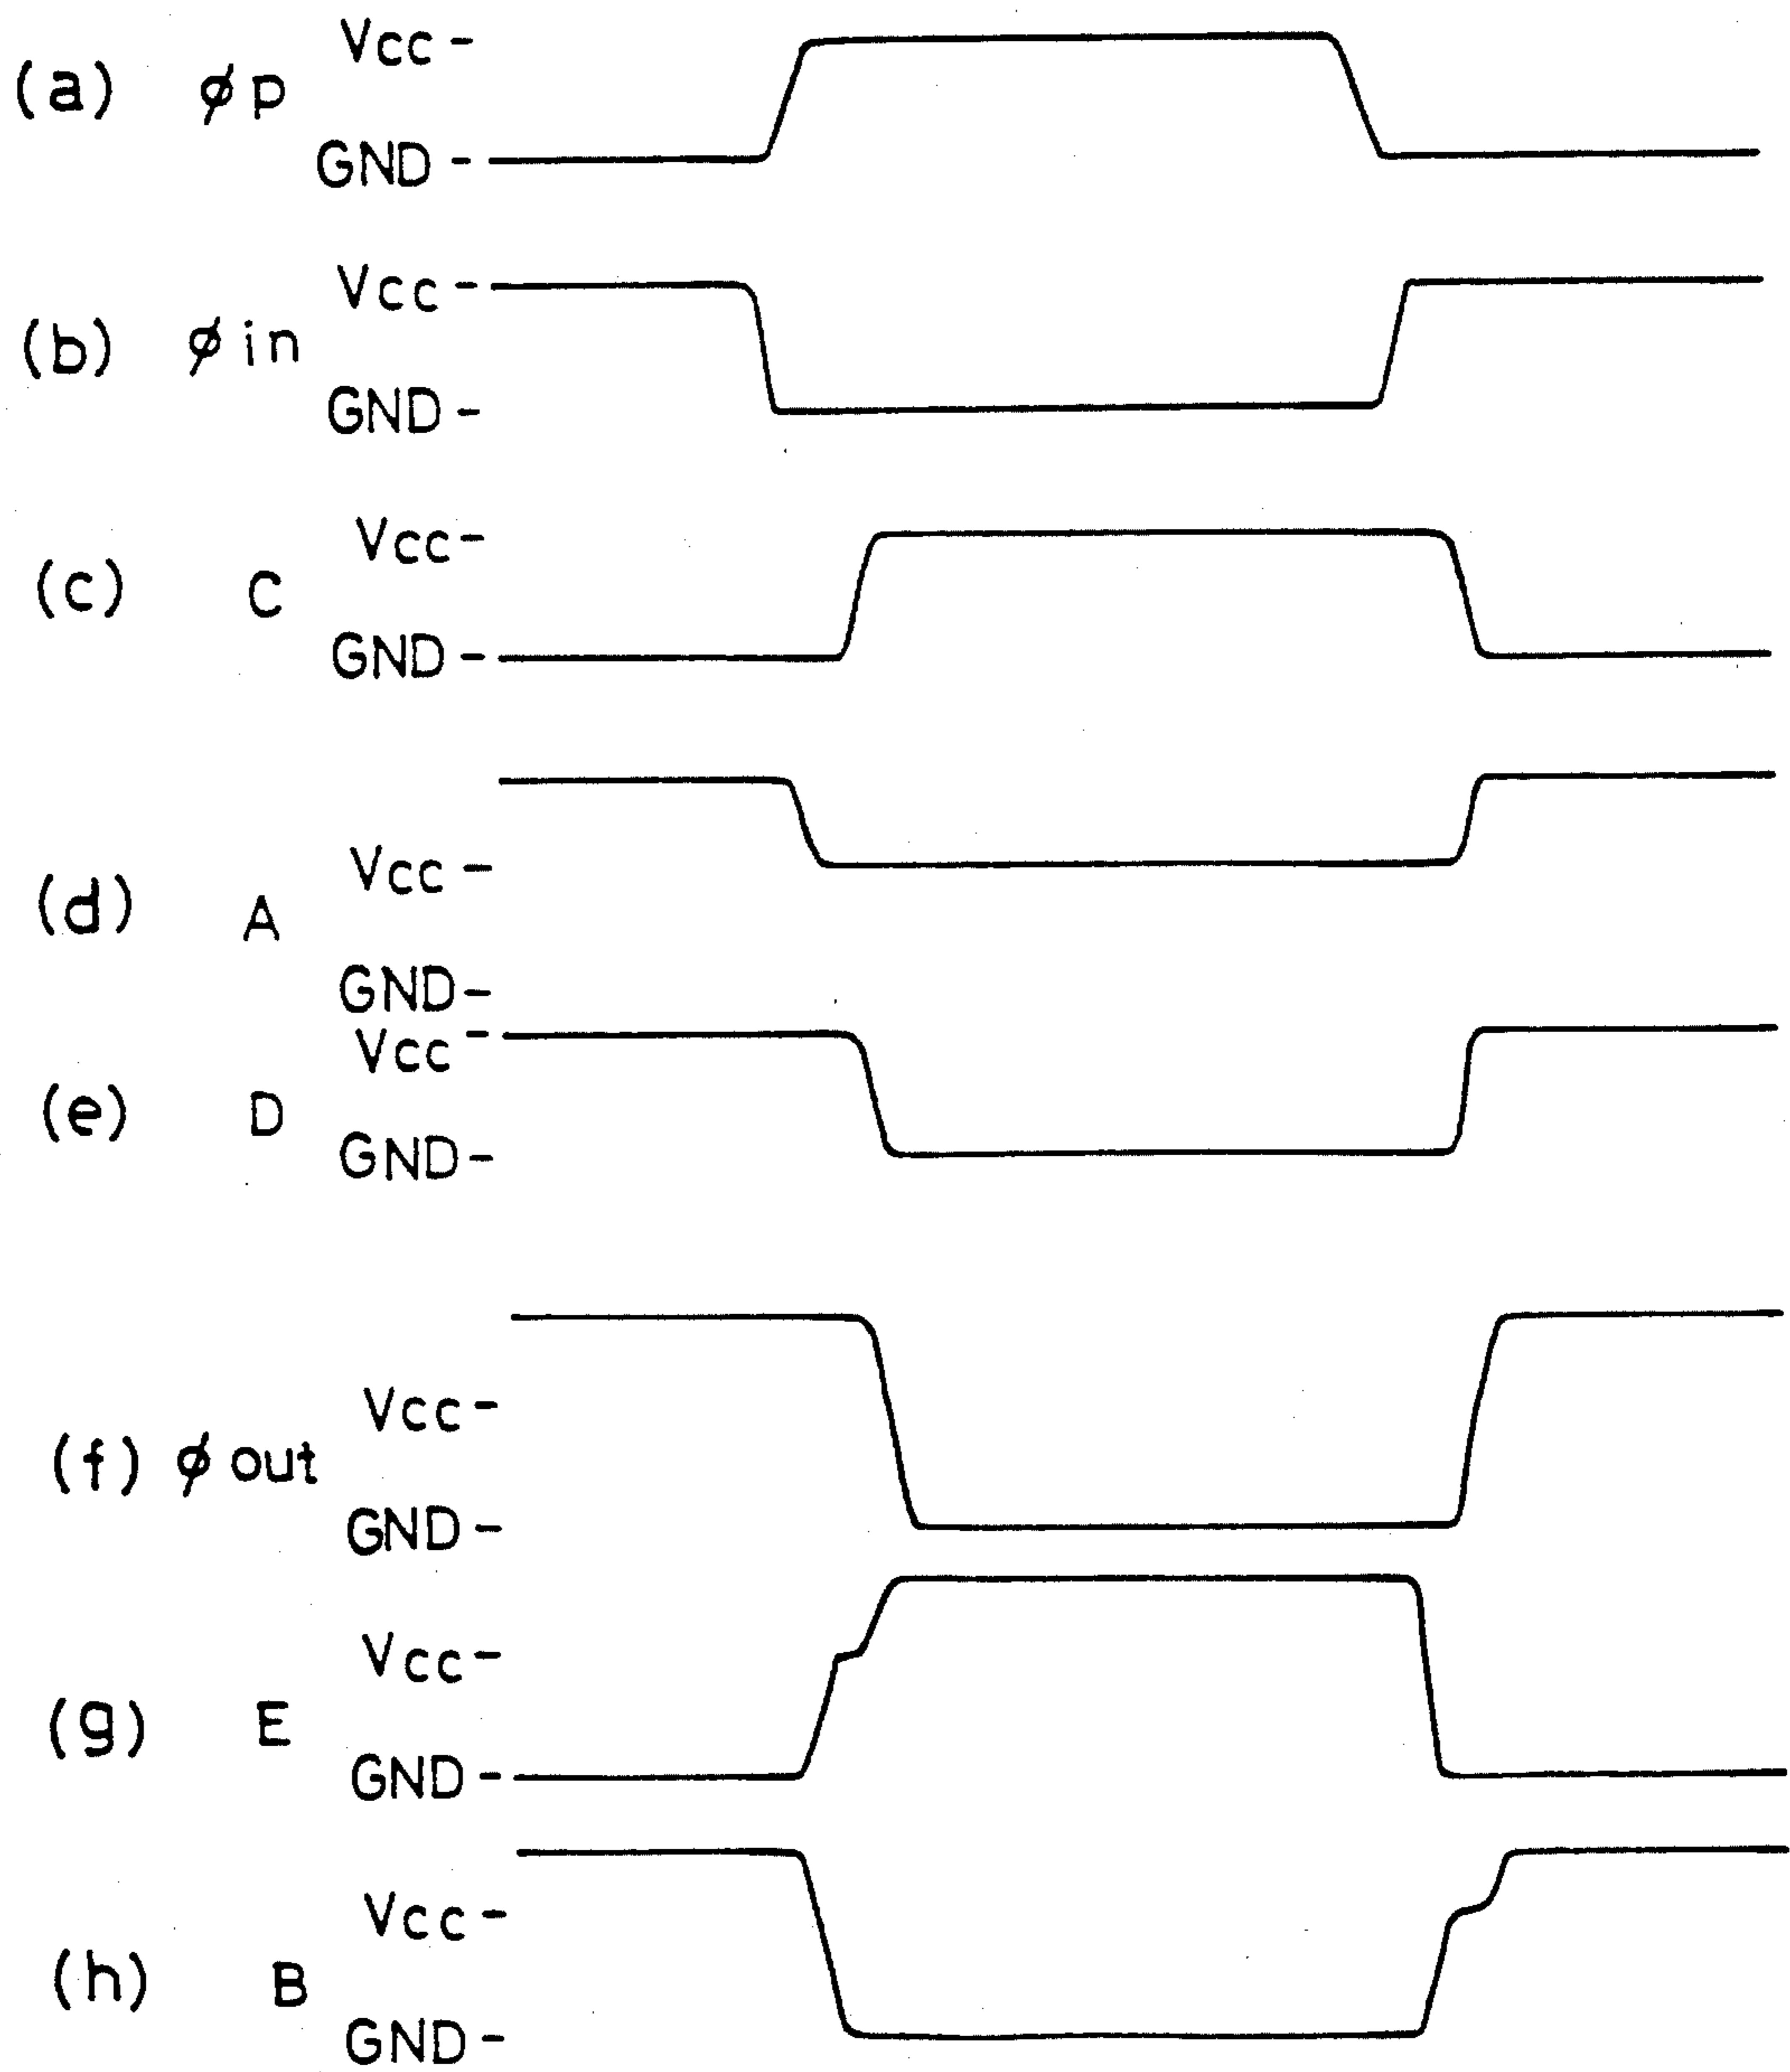 Vcc -
(a) φp
GND -
Vcc -
(b) φin
GND -
Vcc -
(c) C
GND -
Vcc -
(d) A
GND -
Vcc -
(e) D
GND -
Vcc -
(f) φout
GND -
Vcc -
(g) E
GND -
Vcc -
(h) B
GND -